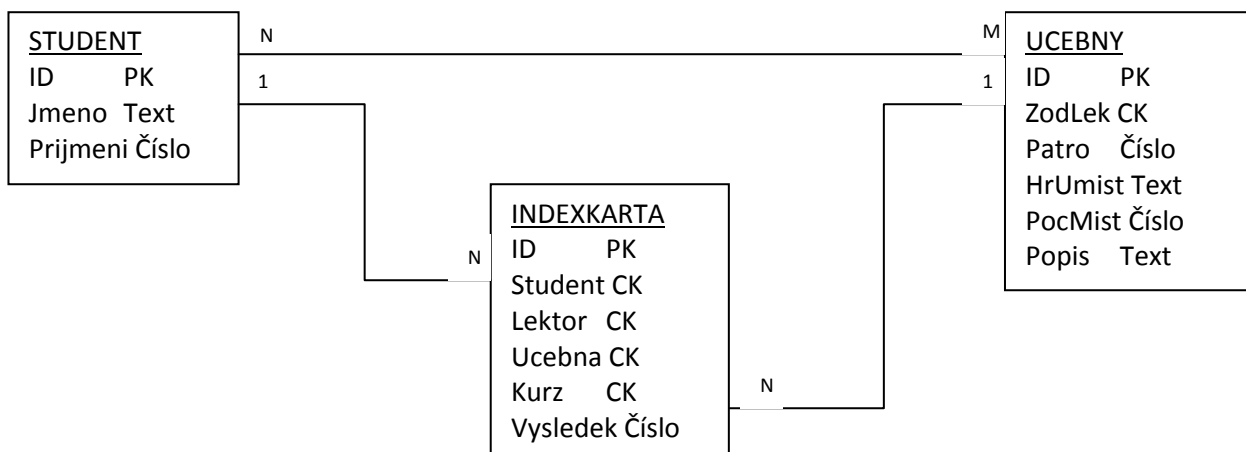 STUDENT
ID PK
Jmeno Text
Prijmeni Číslo
N
1
M
1
UCEBNY
ID PK
ZodLek CK
Patro Číslo
HrUmist Text
PocMist Číslo
Popis Text
N
INDEXKARTA
ID PK
Student CK
Lektor CK
Ucebna CK
Kurz CK
Vysledek Číslo
N